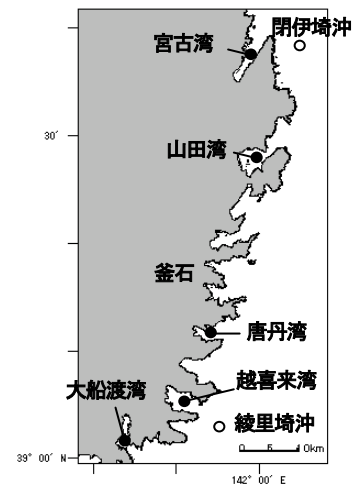 閉伊埼沖
宮古湾
30′
山田湾
釜石
唐丹湾
越喜来湾
大船渡湾
綾里埼沖
0 5 10km
39° 00′ N
142° 00′ E